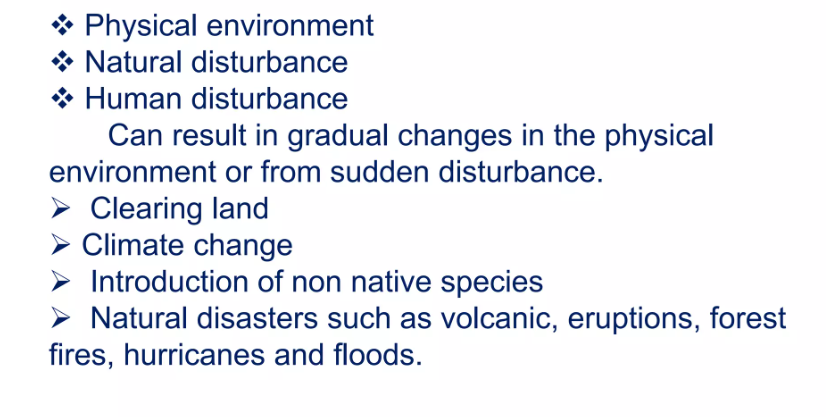 ❖ Physical environment
❖ Natural disturbance
❖ Human disturbance
Can result in gradual changes in the physical
environment or from sudden disturbance.
➢ Clearing land
➢ Climate change
➢ Introduction of non native species
➢ Natural disasters such as volcanic, eruptions, forest
fires, hurricanes and floods.